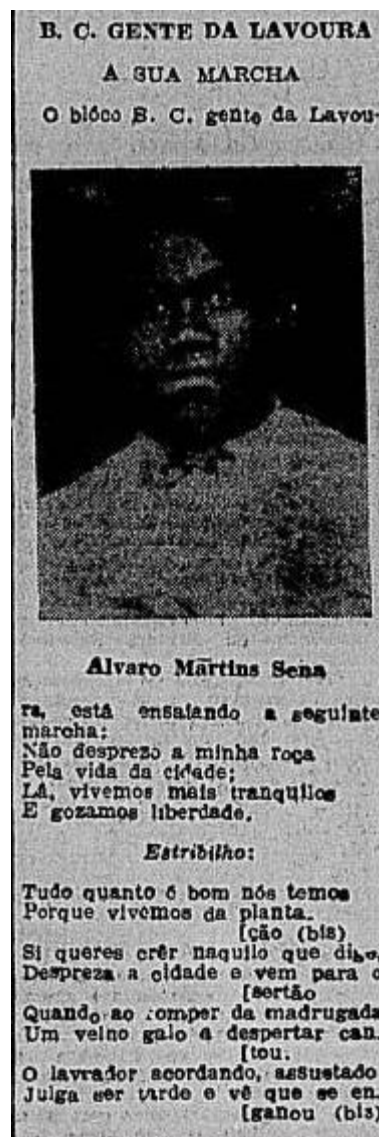 B. C. GENTE DA LAVOURA
A SUA MARCHA
O blóco B. C. gente da Lavou-
Alvaro Martins Sena
ra, está ensaiando a seguinte
marcha:
Não desprezo a minha roça
Pela vida da cidade;
LÁ, vivemos mais tranquilos
E gozamos liberdade.
Estribilho:
Tudo quanto é bom nós temos
Porque vivemos da planta.
[ção (bis)
Si queres crêr naquilo que digo,
Despreza a cidade e vem para o
[sertão
Quando ao romper da madrugada
Um velho galo a despertar can.
[tou.
O lavrador acordando, assustado
Julga ser tarde e vê que se en.
[ganou (bis)